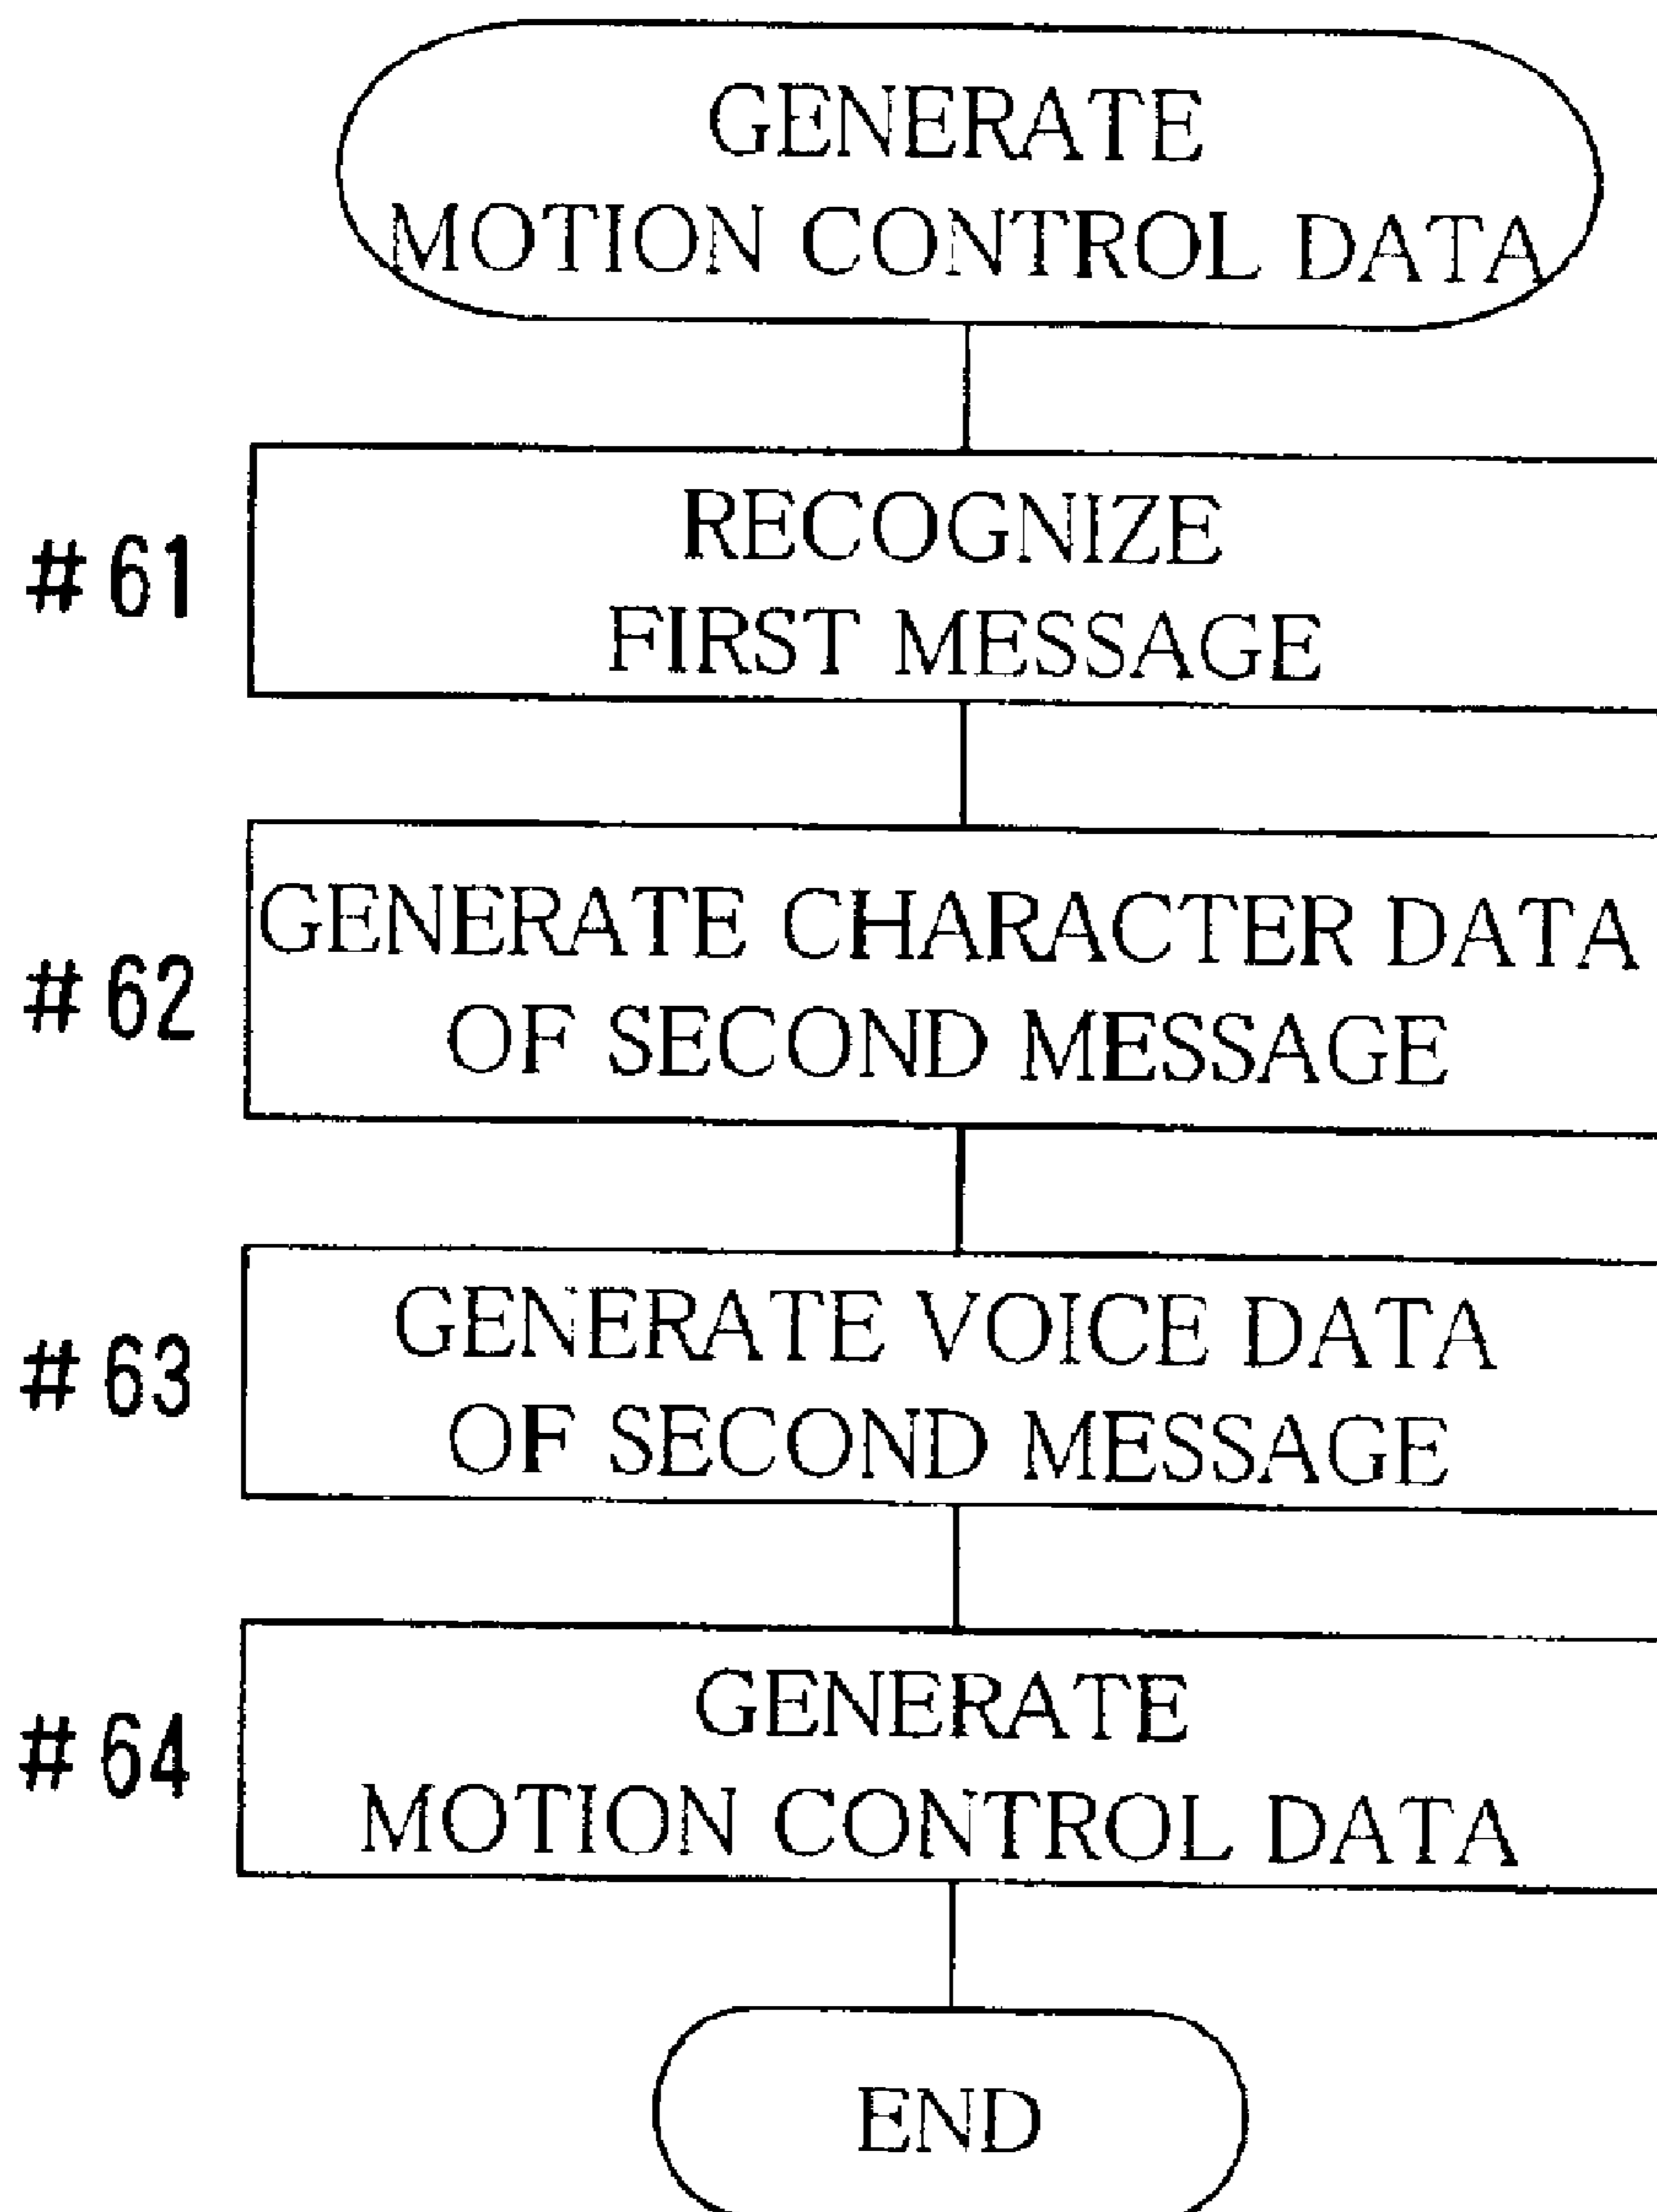 GENERATE
MOTION CONTROL DATA
#61
RECOGNIZE
FIRST MESSAGE
#62
GENERATE CHARACTER DATA
OF SECOND MESSAGE
#63
GENERATE VOICE DATA
OF SECOND MESSAGE
#64
GENERATE
MOTION CONTROL DATA
END